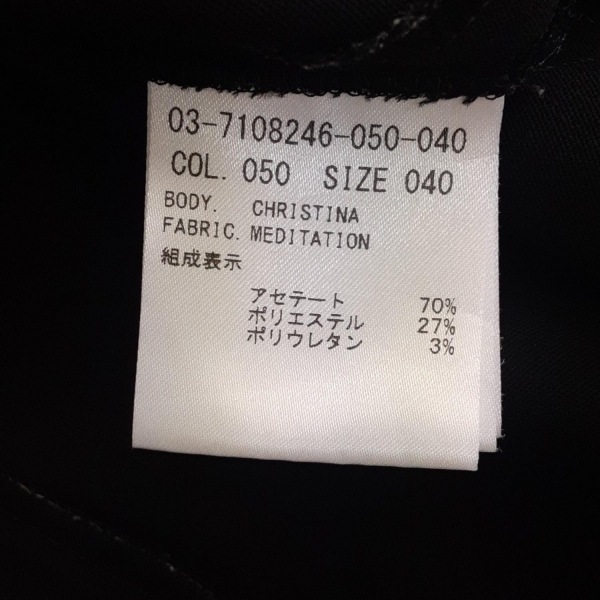 03-7108246-050-040
COL. 050 SIZE 040
BODY. CHRISTINA
FABRIC. MEDITATION
組成表示
アセテート 70%
ポリエステル 27%
ポリウレタン 3%